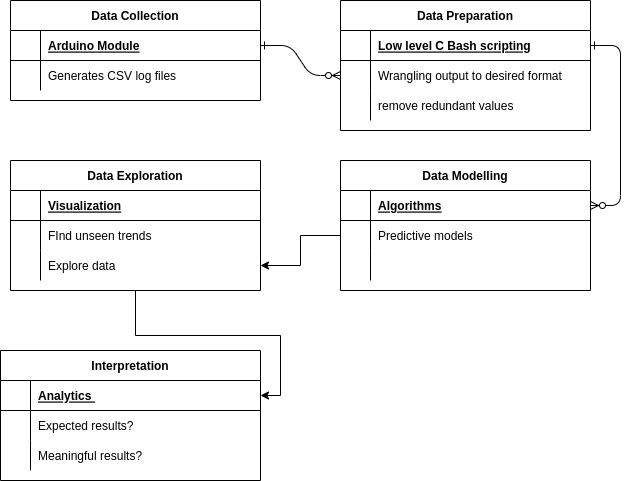 Data Collection
Arduino Module
Generates CSV log files
Data Preparation
Low level C Bash scripting
Wrangling output to desired format
remove redundant values
Data Exploration
Visualization
FInd unseen trends
Explore data
Data Modelling
Algorithms
Predictive models
Interpretation
Analytics
Expected results?
Meaningful results?